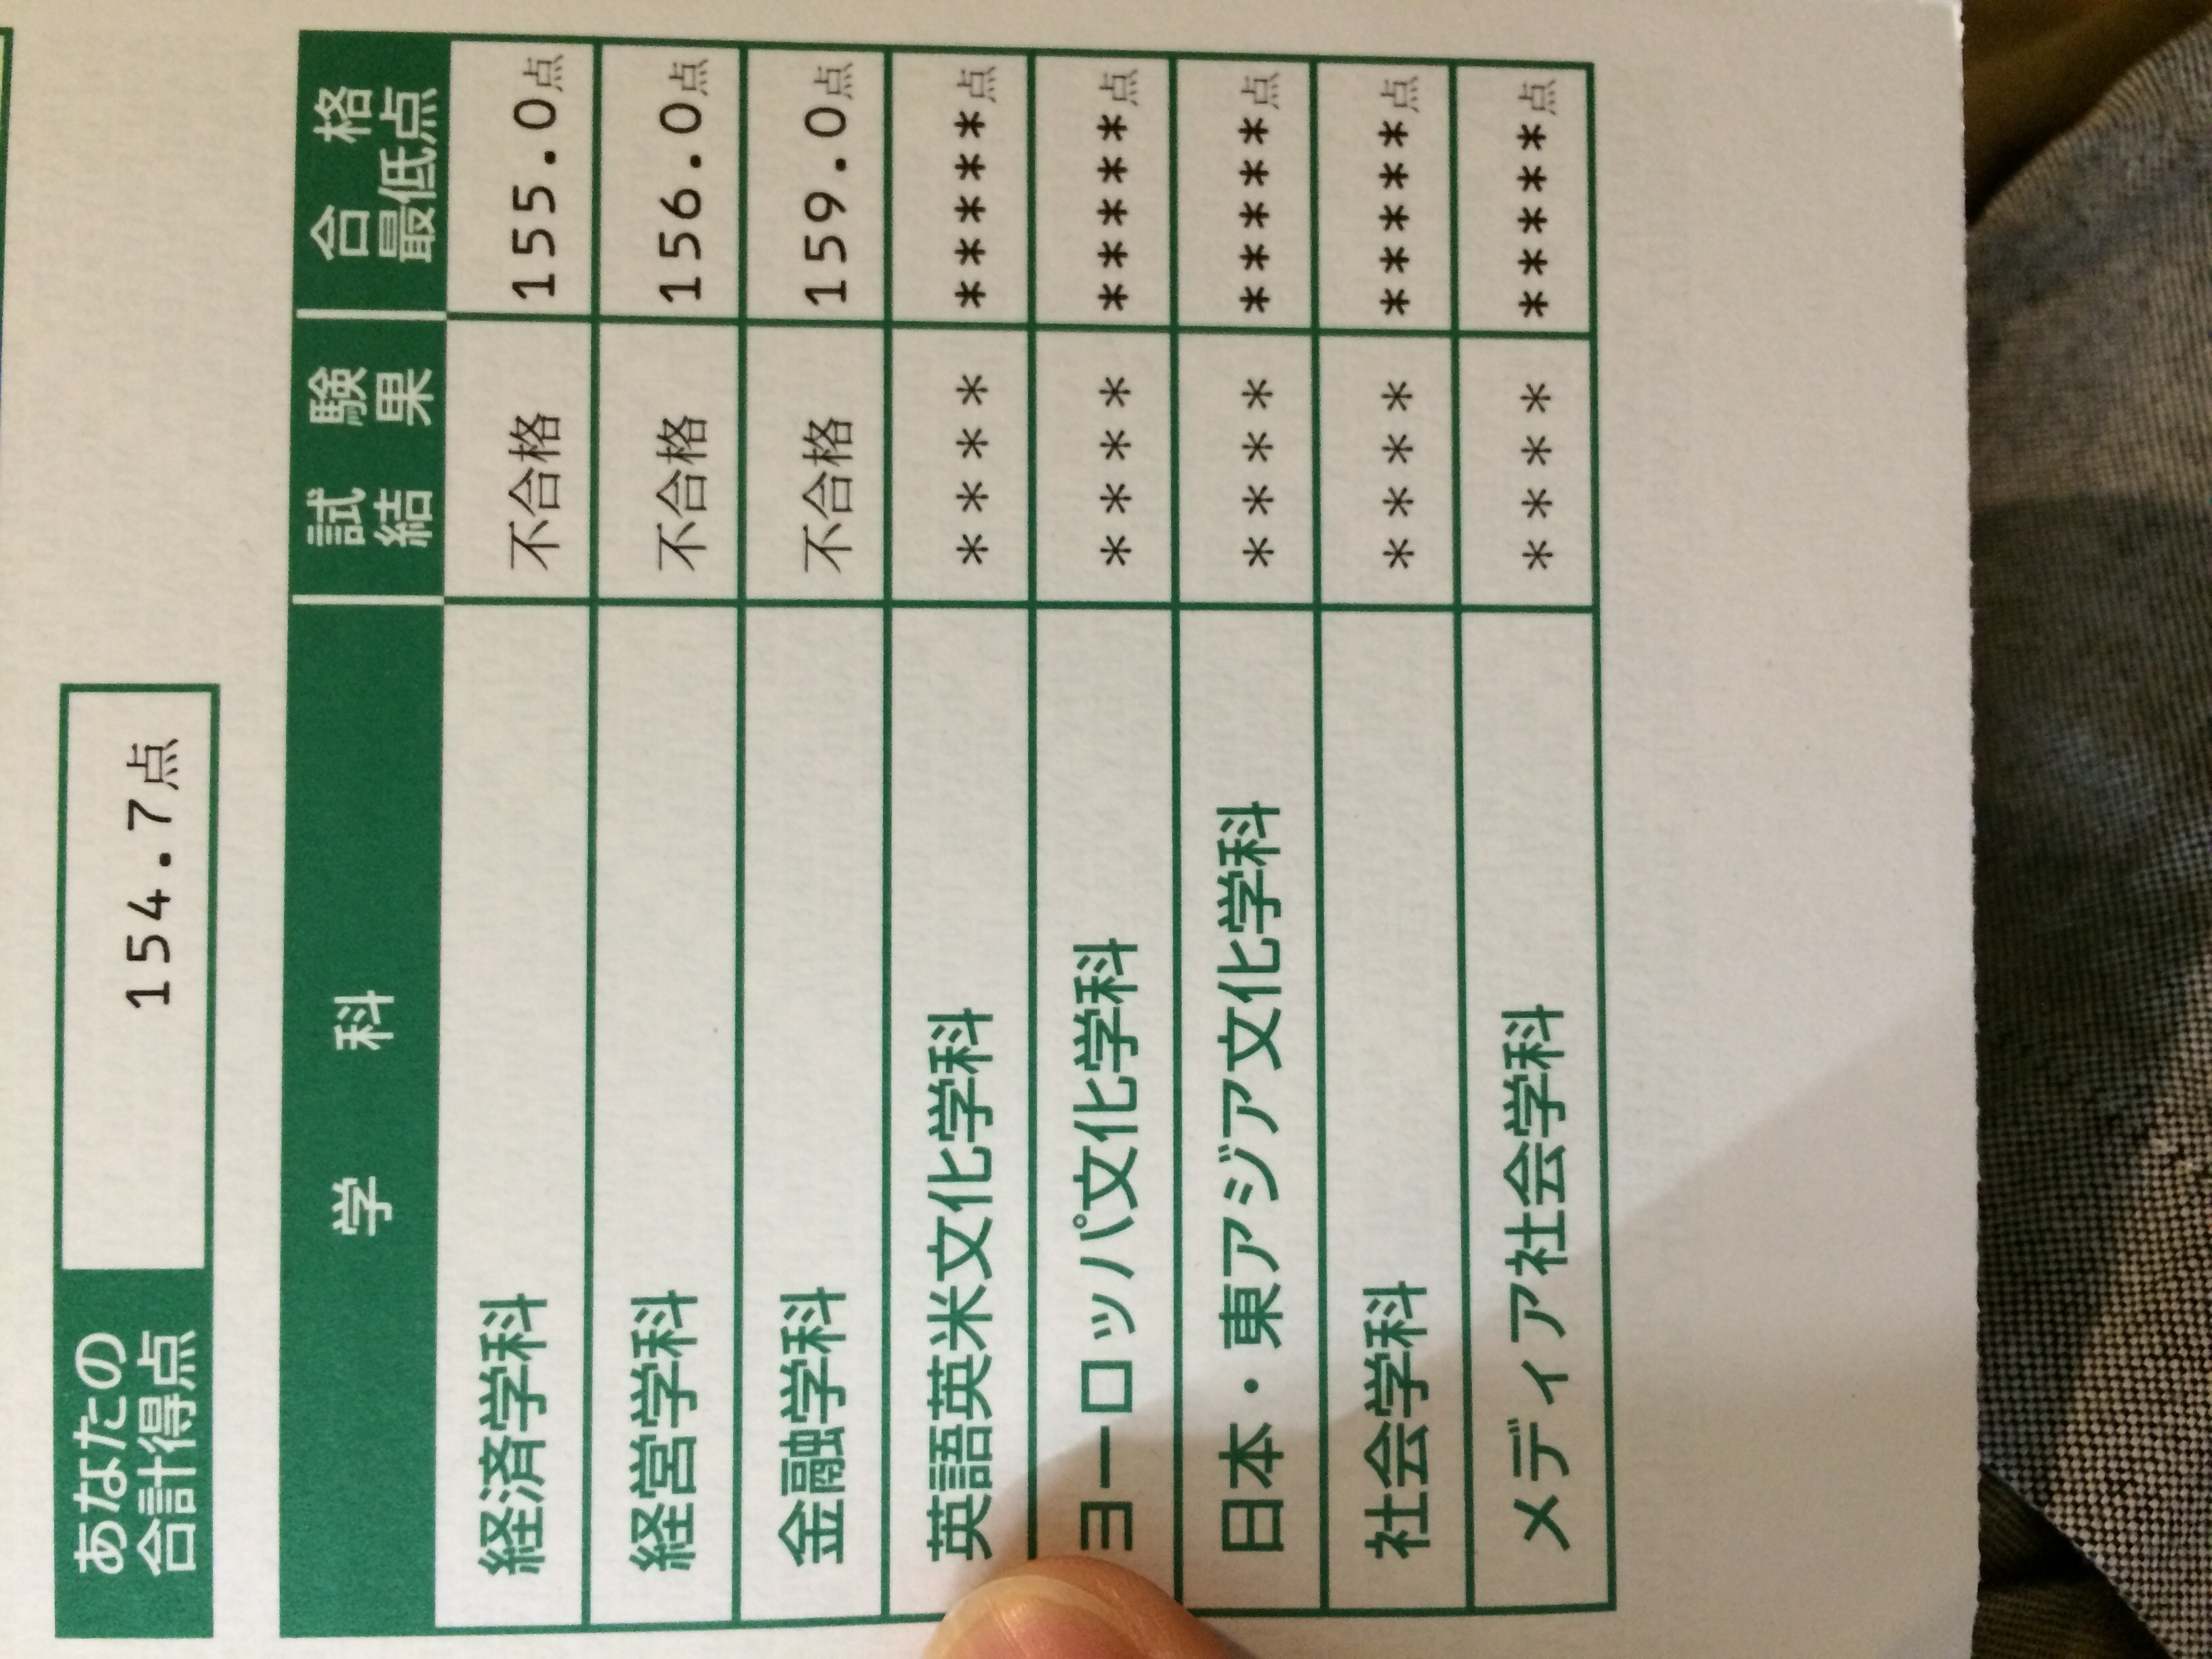 あなたの
合計得点
154.7点
学 科
試 験
結 果
合 格
最低点
経済学科 不合格 155.0点
経営学科 不合格 156.0点
金融学科 不合格 159.0点
英語英米文化学科 **** *****点
ヨーロッパ文化学科 **** *****点
日本・東アジア文化学科 **** *****点
社会学科 **** *****点
メディア社会学科 **** *****点